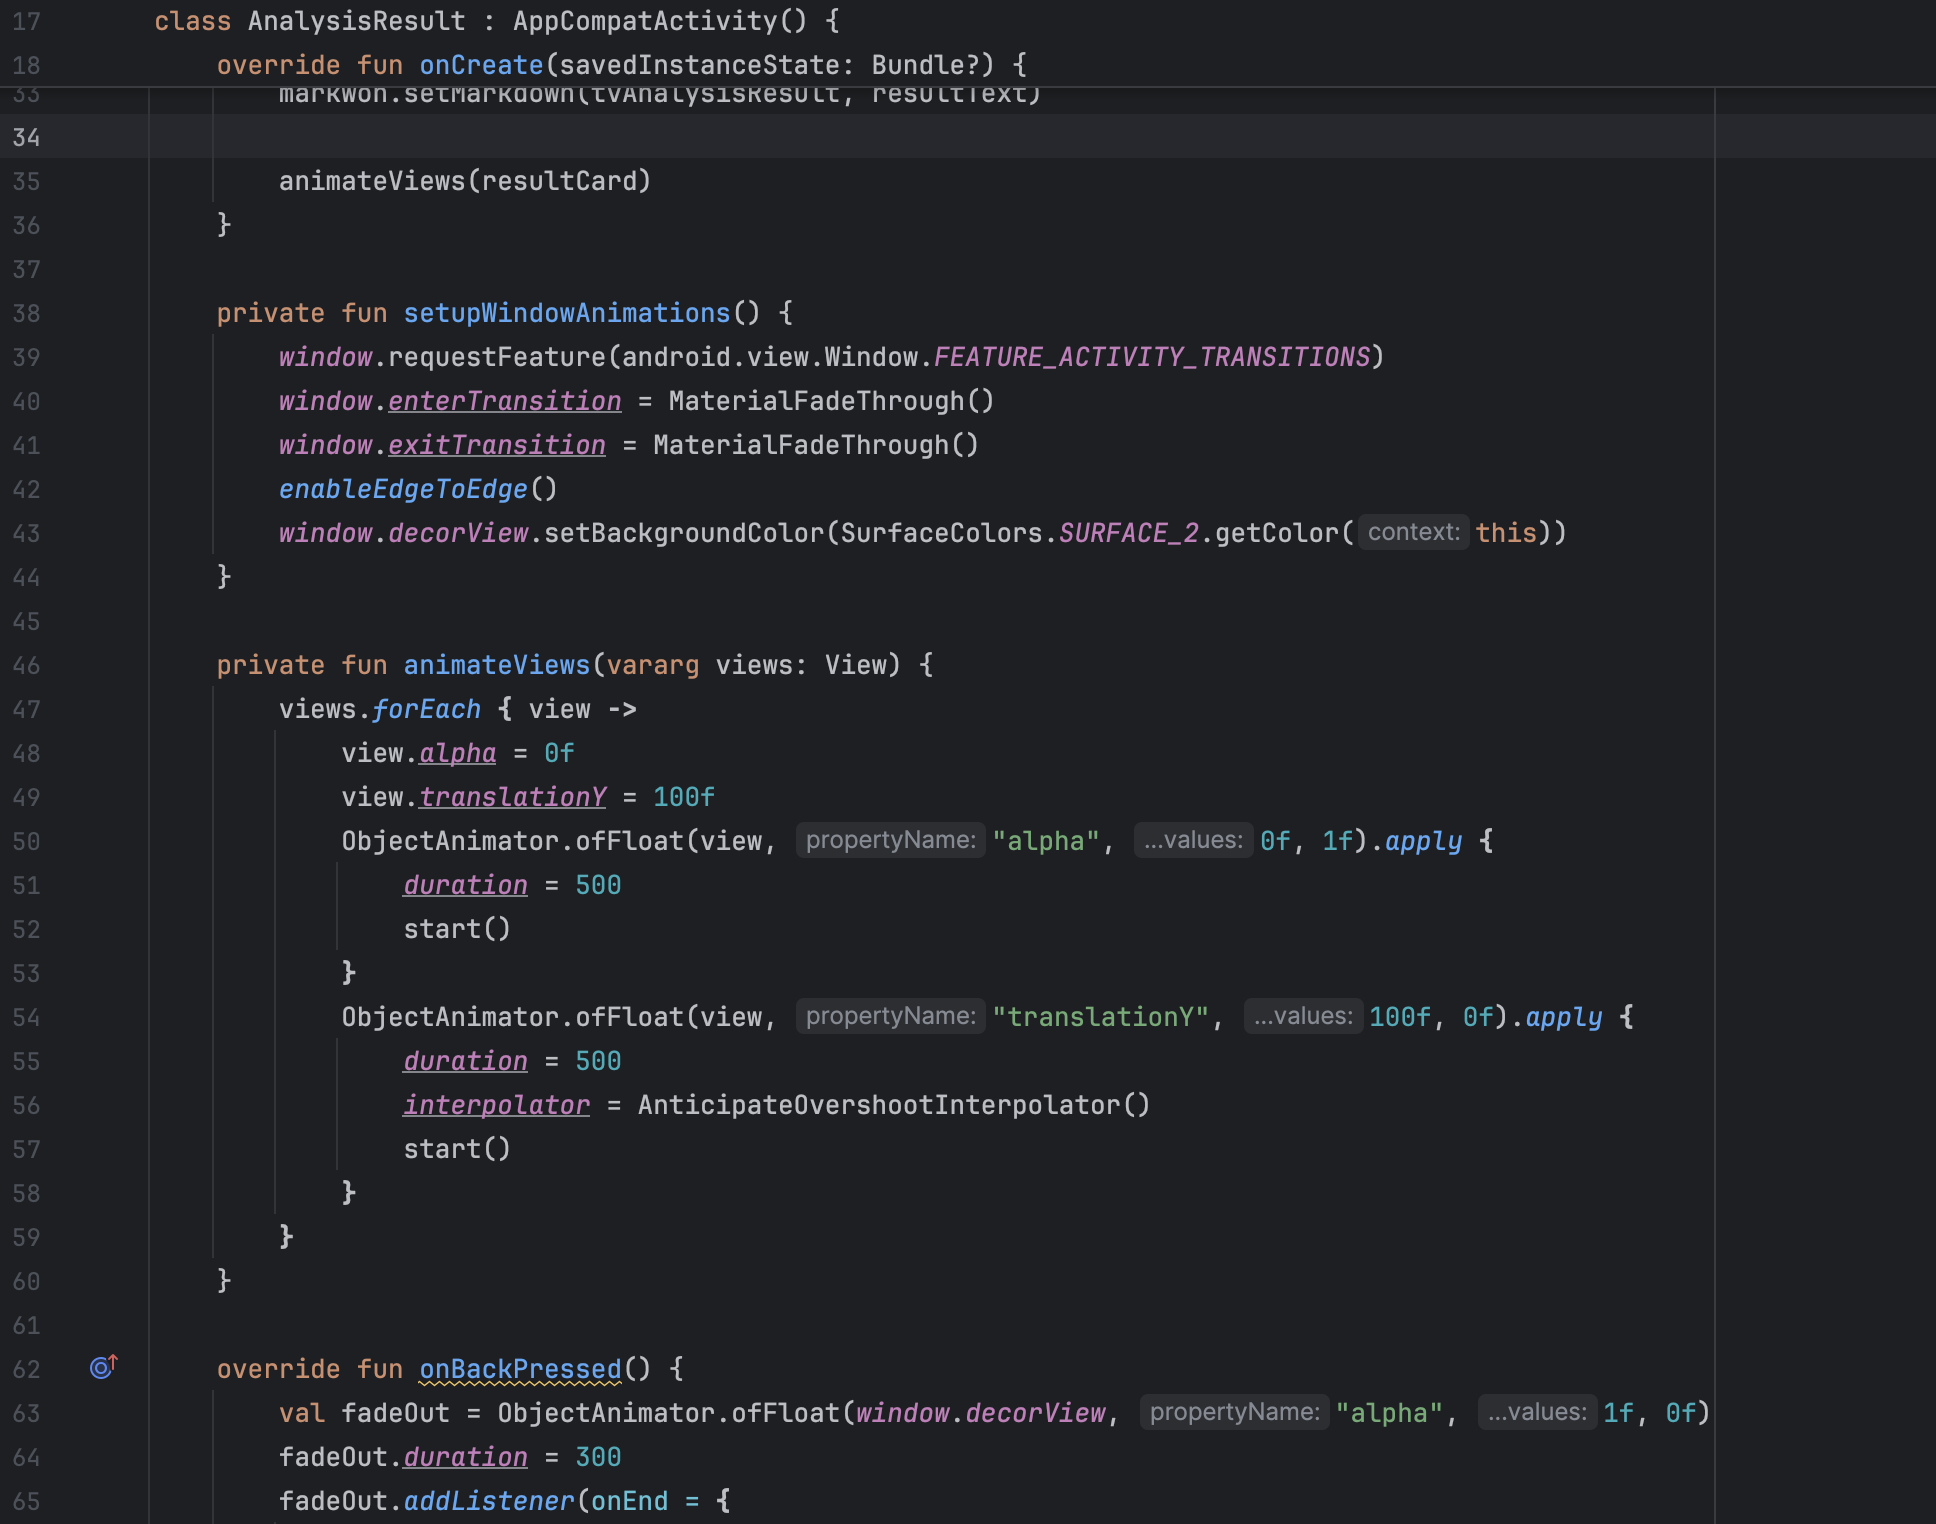 17 class AnalysisResult : AppCompatActivity() {
18 override fun onCreate(savedInstanceState: Bundle?) {
33 markwon.setMarkdown(tvAnalysisResult, resultText)
34
35 animateViews(resultCard)
36 }
37
38 private fun setupWindowAnimations() {
39 window.requestFeature(android.view.Window.FEATURE_ACTIVITY_TRANSITIONS)
40 window.enterTransition = MaterialFadeThrough()
41 window.exitTransition = MaterialFadeThrough()
42 enableEdgeToEdge()
43 window.decorView.setBackgroundColor(SurfaceColors.SURFACE_2.getColor( context: this))
44 }
45
46 private fun animateViews(vararg views: View) {
47 views.forEach { view ->
48 view.alpha = 0f
49 view.translationY = 100f
50 ObjectAnimator.ofFloat(view, propertyName: "alpha", ...values: 0f, 1f).apply {
51 duration = 500
52 start()
53 }
54 ObjectAnimator.ofFloat(view, propertyName: "translationY", ...values: 100f, 0f).apply {
55 duration = 500
56 interpolator = AnticipateOvershootInterpolator()
57 start()
58 }
59 }
60 }
61
62 override fun onBackPressed() {
63 val fadeOut = ObjectAnimator.ofFloat(window.decorView, propertyName: "alpha", ...values: 1f, 0f)
64 fadeOut.duration = 300
65 fadeOut.addListener(onEnd = {